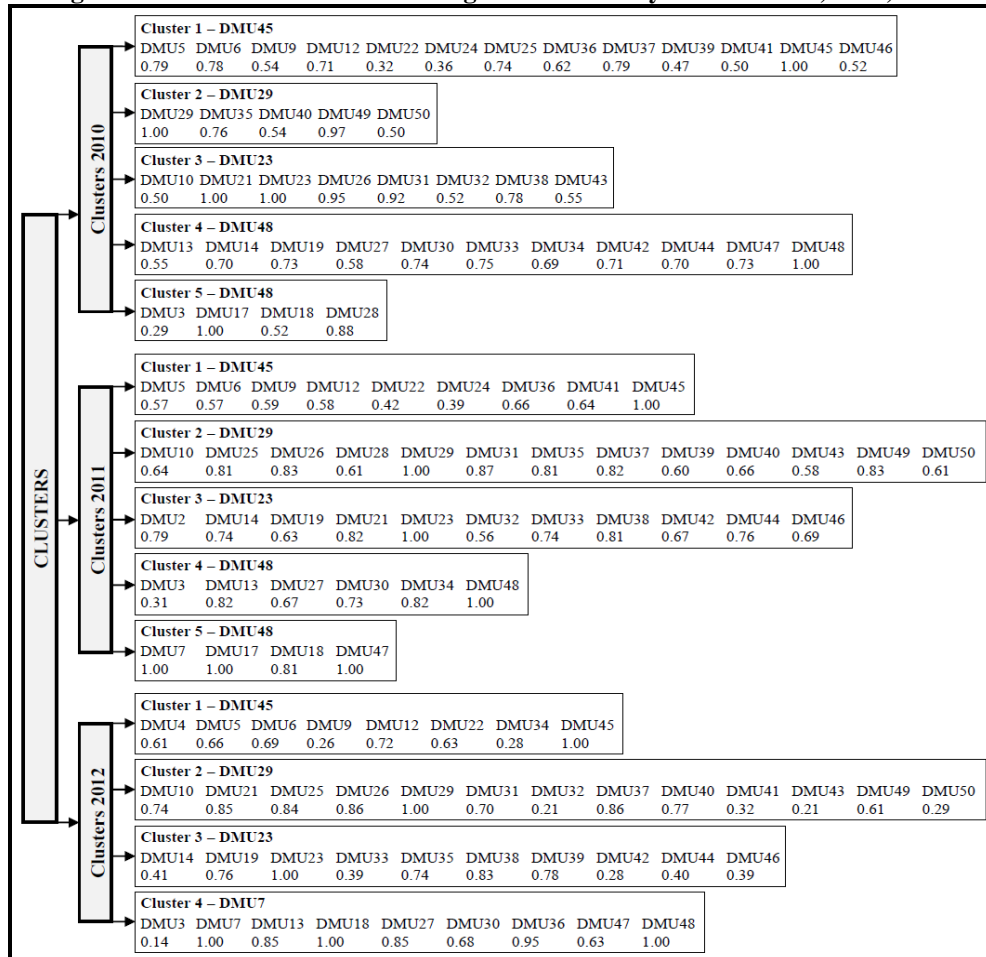 CLUSTERS
Clusters 2010
Cluster 1 – DMU45
DMU5 DMU6 DMU9 DMU12 DMU22 DMU24 DMU25 DMU36 DMU37 DMU39 DMU41 DMU45 DMU46
0.79 0.78 0.54 0.71 0.32 0.36 0.74 0.62 0.79 0.47 0.50 1.00 0.52
Cluster 2 – DMU29
DMU29 DMU35 DMU40 DMU49 DMU50
1.00 0.76 0.54 0.97 0.50
Cluster 3 – DMU23
DMU10 DMU21 DMU23 DMU26 DMU31 DMU32 DMU38 DMU43
0.50 1.00 1.00 0.95 0.92 0.52 0.78 0.55
Cluster 4 – DMU48
DMU13 DMU14 DMU19 DMU27 DMU30 DMU33 DMU34 DMU42 DMU44 DMU47 DMU48
0.55 0.70 0.73 0.58 0.74 0.75 0.69 0.71 0.70 0.73 1.00
Cluster 5 – DMU48
DMU3 DMU17 DMU18 DMU28
0.29 1.00 0.52 0.88
Clusters 2011
Cluster 1 – DMU45
DMU5 DMU6 DMU9 DMU12 DMU22 DMU24 DMU36 DMU41 DMU45
0.57 0.57 0.59 0.58 0.42 0.39 0.66 0.64 1.00
Cluster 2 – DMU29
DMU10 DMU25 DMU26 DMU28 DMU29 DMU31 DMU35 DMU37 DMU39 DMU40 DMU43 DMU49 DMU50
0.64 0.81 0.83 0.61 1.00 0.87 0.81 0.82 0.60 0.66 0.58 0.83 0.61
Cluster 3 – DMU23
DMU2 DMU14 DMU19 DMU21 DMU23 DMU32 DMU33 DMU38 DMU42 DMU44 DMU46
0.79 0.74 0.63 0.82 1.00 0.56 0.74 0.81 0.67 0.76 0.69
Cluster 4 – DMU48
DMU3 DMU13 DMU27 DMU30 DMU34 DMU48
0.31 0.82 0.67 0.73 0.82 1.00
Cluster 5 – DMU48
DMU7 DMU17 DMU18 DMU47
1.00 1.00 0.81 1.00
Clusters 2012
Cluster 1 – DMU45
DMU4 DMU5 DMU6 DMU9 DMU12 DMU22 DMU34 DMU45
0.61 0.66 0.69 0.26 0.72 0.63 0.28 1.00
Cluster 2 – DMU29
DMU10 DMU21 DMU25 DMU26 DMU29 DMU31 DMU32 DMU37 DMU40 DMU41 DMU43 DMU49 DMU50
0.74 0.85 0.84 0.86 1.00 0.70 0.21 0.86 0.77 0.32 0.21 0.61 0.29
Cluster 3 – DMU23
DMU14 DMU19 DMU23 DMU33 DMU35 DMU38 DMU39 DMU42 DMU44 DMU46
0.41 0.76 1.00 0.39 0.74 0.83 0.78 0.28 0.40 0.39
Cluster 4 – DMU7
DMU3 DMU7 DMU13 DMU18 DMU27 DMU30 DMU36 DMU47 DMU48
0.14 1.00 0.85 1.00 0.85 0.68 0.95 0.63 1.00